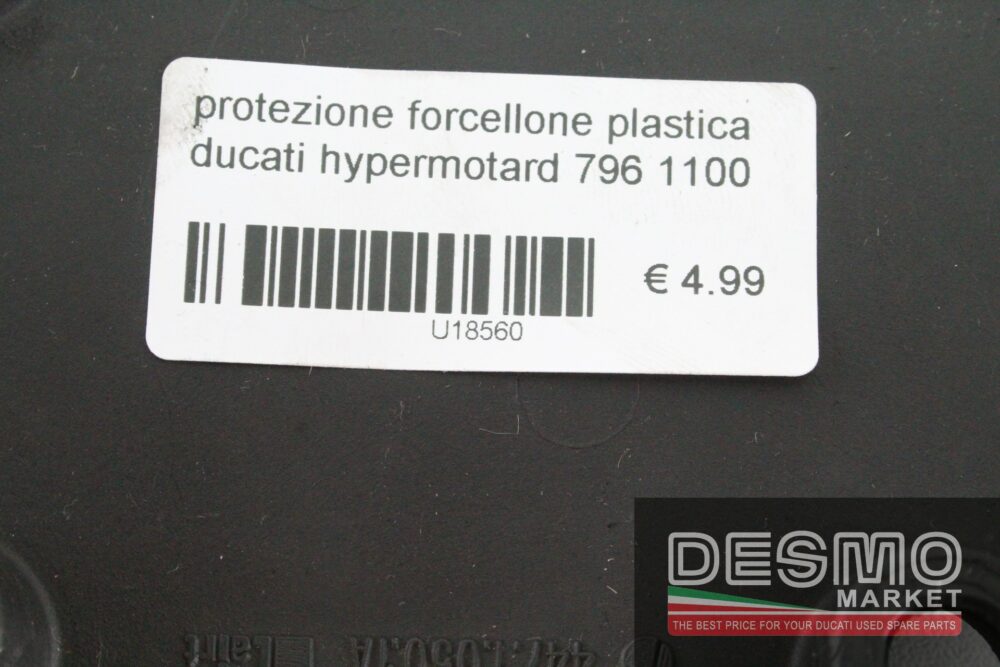 protezione forcellone plastica
ducati hypermotard 796 1100
€ 4.99
U18560
DESMO
MARKET
THE BEST PRICE FOR YOUR DUCATI USED SPARE PARTS